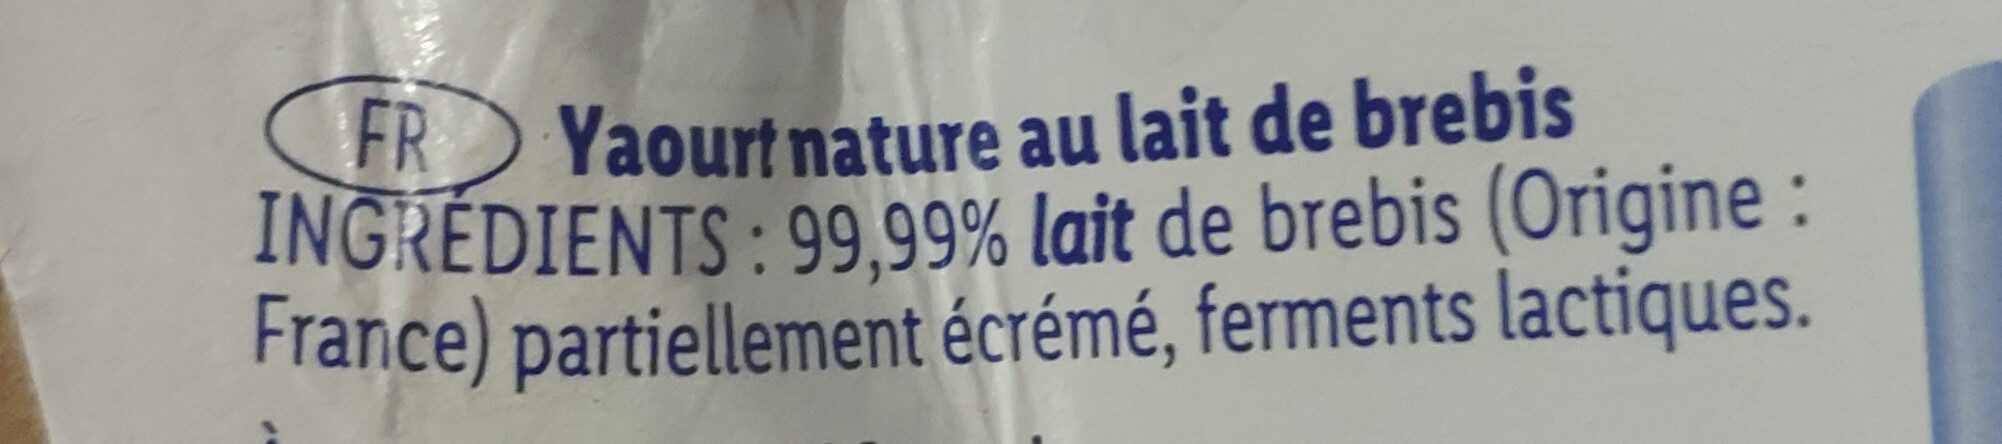 FR Yaourt nature au lait de brebis
INGRÉDIENTS : 99,99% lait de brebis (Origine :
France) partiellement écrémé, ferments lactiques.